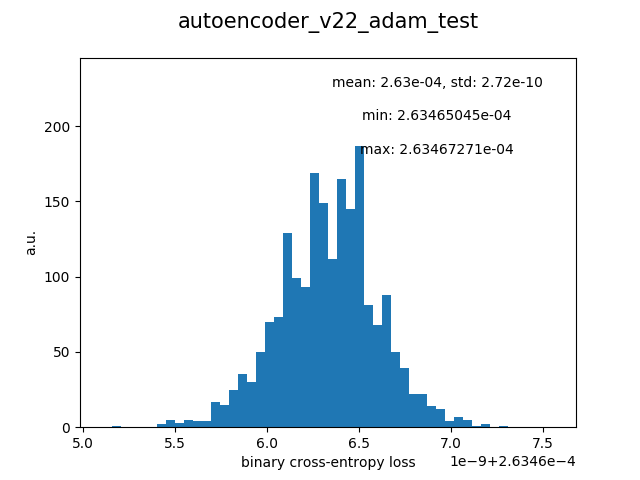 autoencoder_v22_adam_test
mean: 2.63e-04, std: 2.72e-10
min: 2.63465045e-04
max: 2.63467271e-04
200
150
100
50
0
a.u.
5.0 5.5 6.0 6.5 7.0 7.5
binary cross-entropy loss
1e−9+2.6346e−4